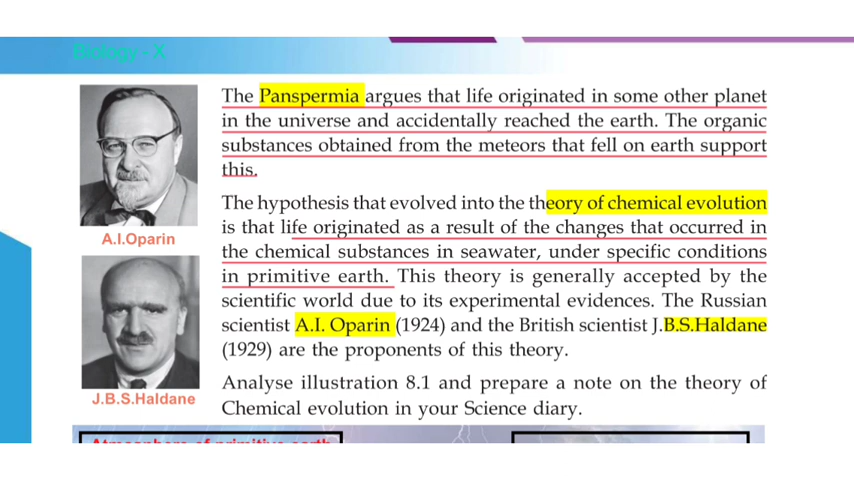 Biology - X
The Panspermia argues that life originated in some other planet
in the universe and accidentally reached the earth. The organic
substances obtained from the meteors that fell on earth support
this.
The hypothesis that evolved into the theory of chemical evolution
is that life originated as a result of the changes that occurred in
the chemical substances in seawater, under specific conditions
in primitive earth. This theory is generally accepted by the
scientific world due to its experimental evidences. The Russian
scientist A.I. Oparin (1924) and the British scientist J.B.S.Haldane
(1929) are the proponents of this theory.
Analyse illustration 8.1 and prepare a note on the theory of
Chemical evolution in your Science diary.
A.I.Oparin
J.B.S.Haldane
Atmosphere of primitive earth